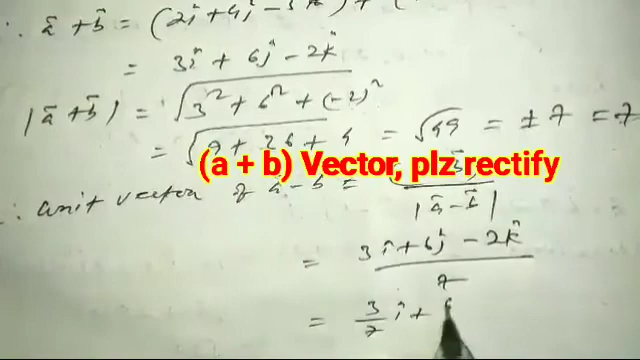 ∴ ā + b̄ = (2î + 4ĵ − 3k̂) + (
= 3î + 6ĵ − 2k̂
|ā + b̄| = √3² + 6² + (−2)²
= √9 + 36 + 4 = √49 = ± 7 = 7
(a + b) Vector, plz rectify
∴ unit vector of ā − b̄ =
|ā − b̄|
= 3î + 6ĵ − 2k̂ / 7
= 3/7 î +